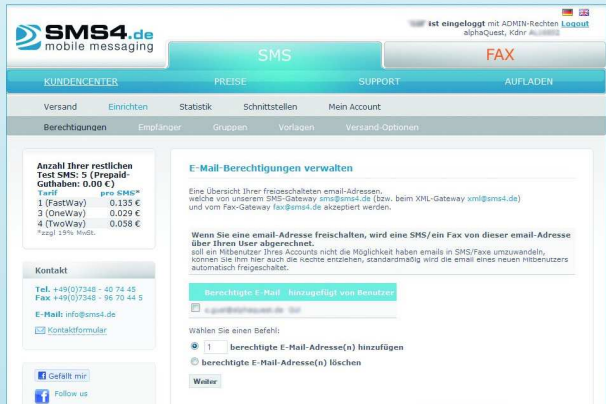 SMS4.de
mobile messaging
ist eingeloggt mit ADMIN-Rechten Logout
alphaQuest, Kdnr
SMS
FAX
KUNDENCENTER PREISE SUPPORT AUFLADEN
Versand Einrichten Statistik Schnittstellen Mein Account
Berechtigungen Empfänger Gruppen Vorlagen Versand-Optionen
Anzahl Ihrer restlichen
Test SMS: 5 (Prepaid-
Guthaben: 0.00 €)
Tarif pro SMS*
1 (FastWay) 0.135 €
3 (OneWay) 0.029 €
4 (TwoWay) 0.058 €
*zzgl 19% MwSt.
Kontakt
Tel. +49(0)7348 - 40 74 45
Fax +49(0)7348 - 96 70 44 5
E-Mail: info@sms4.de
Kontaktformular
Gefällt mir
Follow us
E-Mail-Berechtigungen verwalten
Eine Übersicht Ihrer freigeschalteten email-Adressen.
welche von unserem SMS-Gateway sms@sms4.de (bzw. beim XML-Gateway xml@sms4.de)
und vom Fax-Gateway fax@sms4.de akzeptiert werden.
Wenn Sie eine email-Adresse freischalten, wird eine SMS/ein Fax von dieser email-Adresse
über Ihren User abgerechnet.
soll ein Mitbenutzer Ihres Accounts nicht die Möglichkeit haben emails in SMS/Faxe umzuwandeln,
können Sie ihm hier auch die Rechte entziehen, standardmäßig wird die email eines neuen Mitbenutzers
automatisch freigeschaltet.
Berechtigte E-Mail hinzugefügt von Benutzer
Wählen Sie einen Befehl:
1 berechtigte E-Mail-Adresse(n) hinzufügen
berechtigte E-Mail-Adresse(n) löschen
Weiter